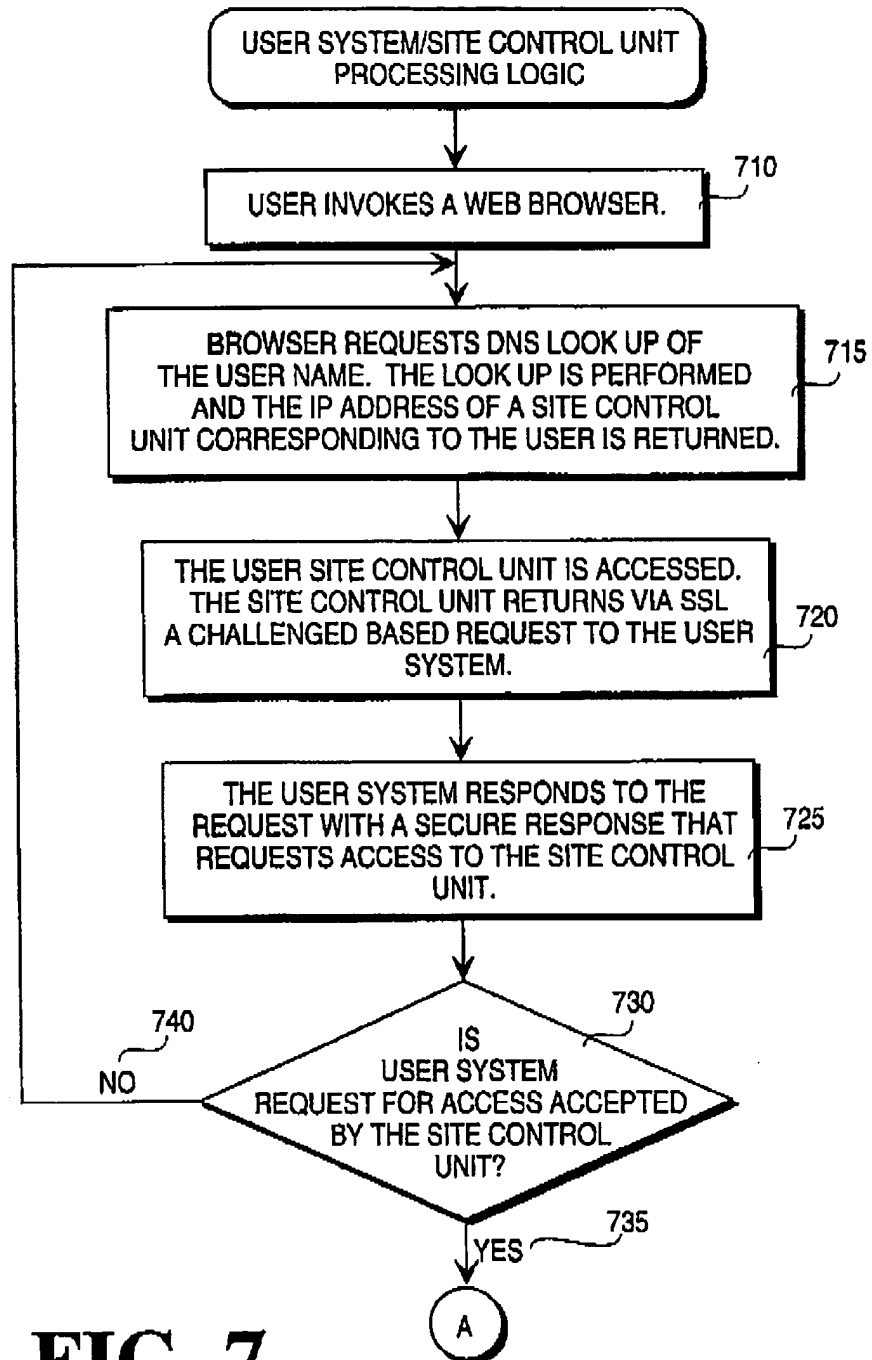 USER SYSTEM/SITE CONTROL UNIT
PROCESSING LOGIC
710
USER INVOKES A WEB BROWSER.
BROWSER REQUESTS DNS LOOK UP OF
THE USER NAME. THE LOOK UP IS PERFORMED
AND THE IP ADDRESS OF A SITE CONTROL
UNIT CORRESPONDING TO THE USER IS RETURNED.
715
THE USER SITE CONTROL UNIT IS ACCESSED.
THE SITE CONTROL UNIT RETURNS VIA SSL
A CHALLENGED BASED REQUEST TO THE USER
SYSTEM.
720
THE USER SYSTEM RESPONDS TO THE
REQUEST WITH A SECURE RESPONSE THAT
REQUESTS ACCESS TO THE SITE CONTROL
UNIT.
725
730
IS
USER SYSTEM
REQUEST FOR ACCESS ACCEPTED
BY THE SITE CONTROL
UNIT?
740
NO
735
YES
A
FIG. 7